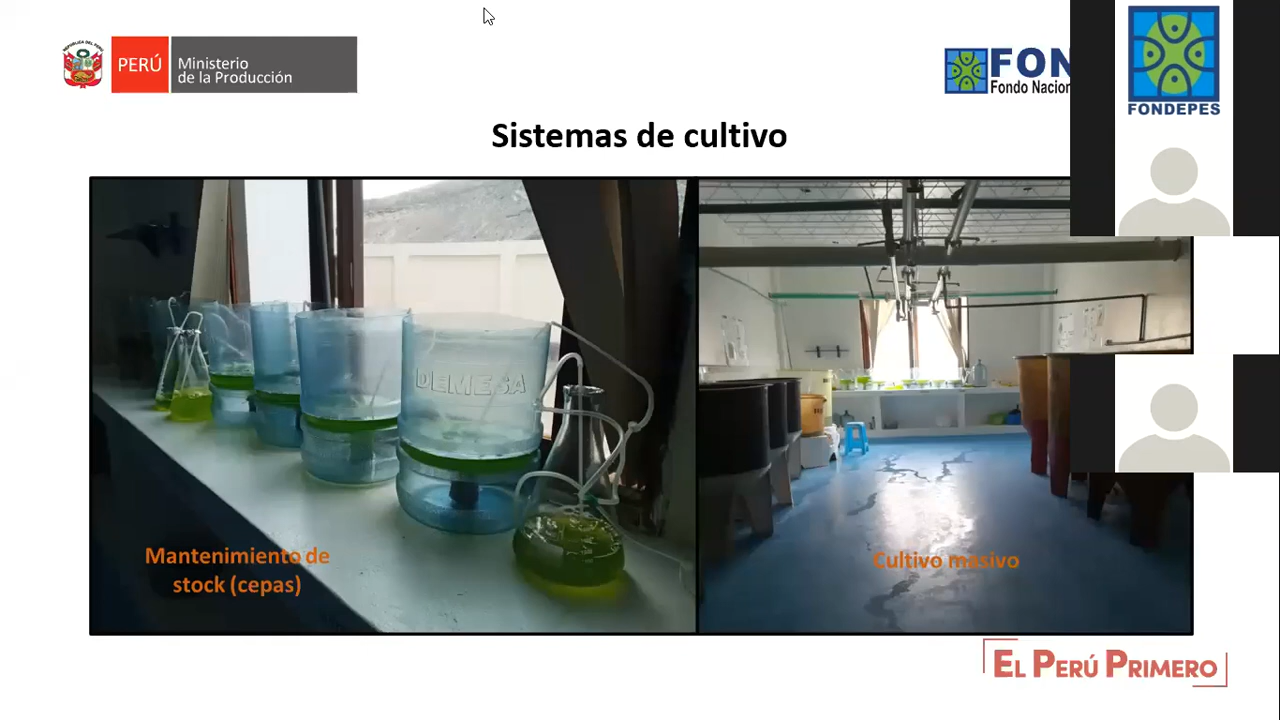 PERÚ
Ministerio
de la Producción
FON
Fondo Nacion
FONDEPES
Sistemas de cultivo
DEMESA
Mantenimiento de
stock (cepas)
Cultivo masivo
EL PERÚ PRIMERO